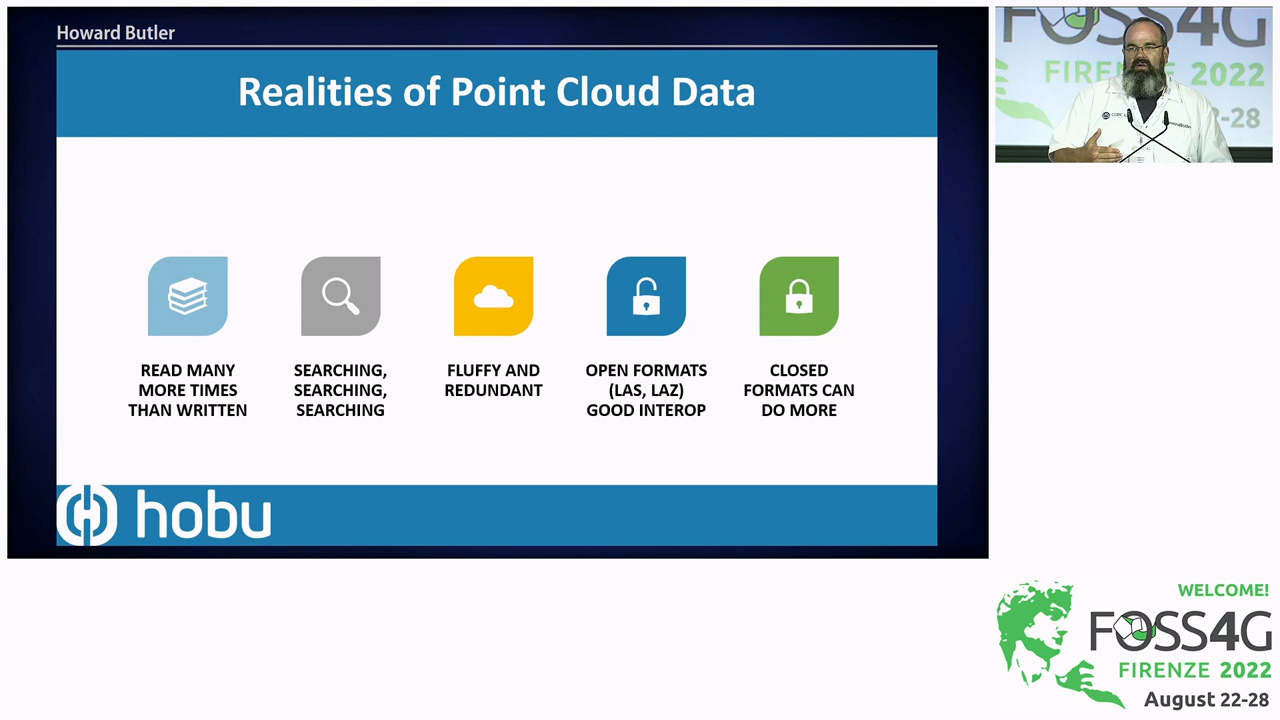 Howard Butler
Realities of Point Cloud Data
READ MANY
MORE TIMES
THAN WRITTEN
SEARCHING,
SEARCHING,
SEARCHING
FLUFFY AND
REDUNDANT
OPEN FORMATS
(LAS, LAZ)
GOOD INTEROP
CLOSED
FORMATS CAN
DO MORE
hobu
FOSS4G
FIRENZE 2022
22-28
WELCOME!
FOSS4G
FIRENZE 2022
August 22-28